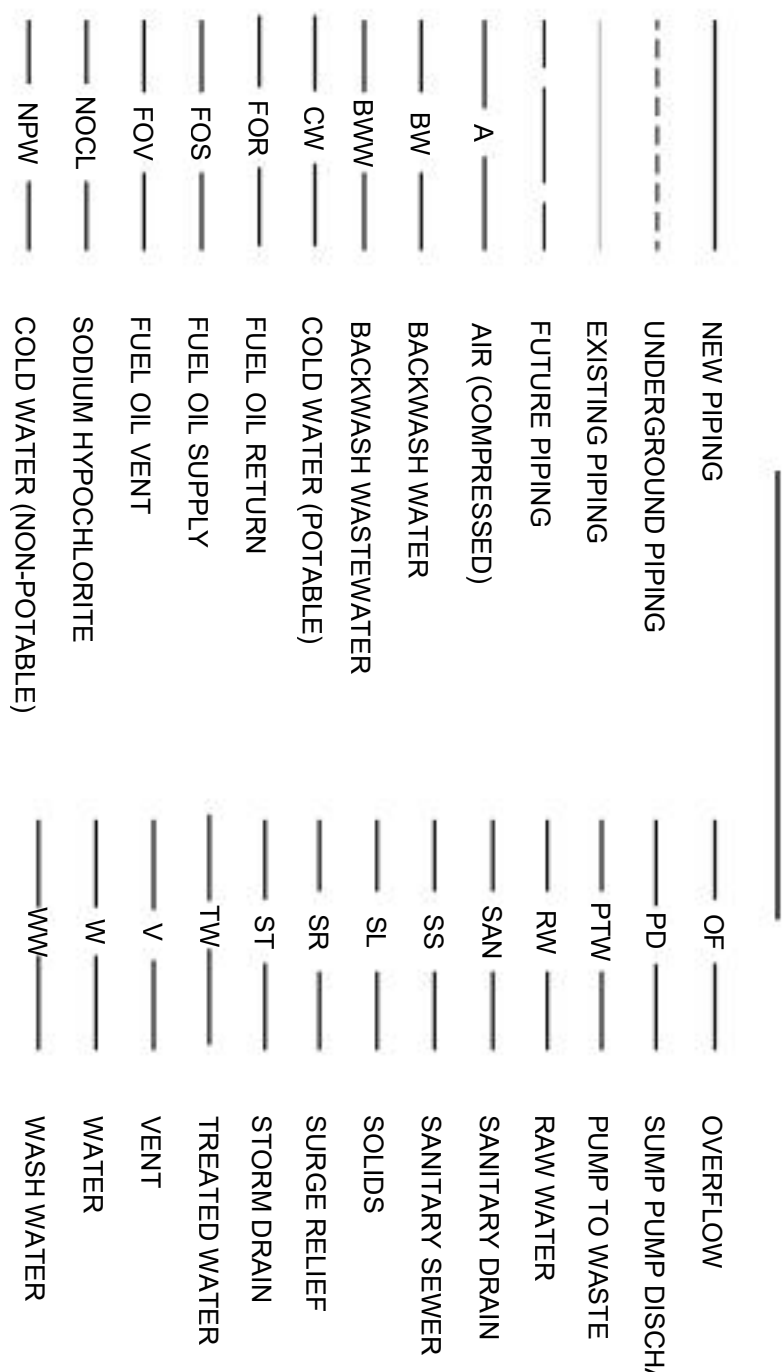 NEW PIPING
UNDERGROUND PIPING
EXISTING PIPING
FUTURE PIPING
A AIR (COMPRESSED)
BW BACKWASH WATER
BWW BACKWASH WASTEWATER
CW COLD WATER (POTABLE)
FOR FUEL OIL RETURN
FOS FUEL OIL SUPPLY
FOV FUEL OIL VENT
NOCL SODIUM HYPOCHLORITE
NPW COLD WATER (NON-POTABLE)
OF OVERFLOW
PD SUMP PUMP DISCHA
PTW PUMP TO WASTE
RW RAW WATER
SAN SANITARY DRAIN
SS SANITARY SEWER
SL SOLIDS
SR SURGE RELIEF
ST STORM DRAIN
TW TREATED WATER
V VENT
W WATER
WW WASH WATER